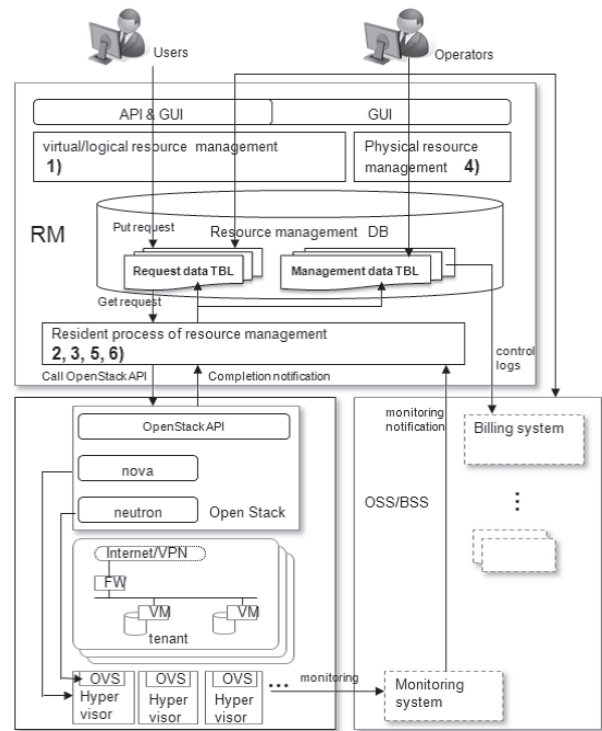 Users
Operators
API & GUI
GUI
virtual/logical resource management
1)
Physical resource
management 4)
RM
Put request
Resource management DB
Request data TBL
Management data TBL
Get request
Resident process of resource management
2, 3, 5, 6)
control
logs
Call OpenStack API
Completion notification
monitoring
notification
OpenStack API
Billing system
nova
neutron
Open Stack
OSS/BSS
Internet/VPN
FW
VM
VM
tenant
OVS
OVS
OVS
...
monitoring
Hyper
visor
Hyper
visor
Hyper
visor
Monitoring
system